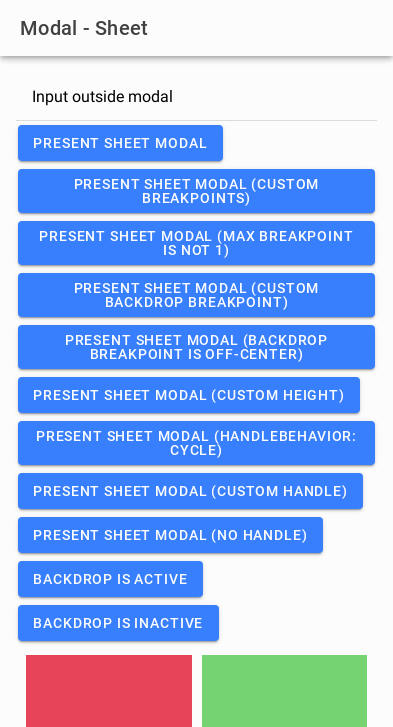 Modal - Sheet
Input outside modal
PRESENT SHEET MODAL
PRESENT SHEET MODAL (CUSTOM
BREAKPOINTS)
PRESENT SHEET MODAL (MAX BREAKPOINT
IS NOT 1)
PRESENT SHEET MODAL (CUSTOM
BACKDROP BREAKPOINT)
PRESENT SHEET MODAL (BACKDROP
BREAKPOINT IS OFF-CENTER)
PRESENT SHEET MODAL (CUSTOM HEIGHT)
PRESENT SHEET MODAL (HANDLEBEHAVIOR:
CYCLE)
PRESENT SHEET MODAL (CUSTOM HANDLE)
PRESENT SHEET MODAL (NO HANDLE)
BACKDROP IS ACTIVE
BACKDROP IS INACTIVE